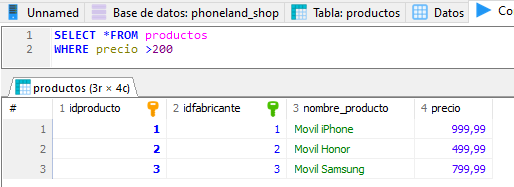 Unnamed Base de datos: phoneland_shop Tabla: productos Datos Co
1 SELECT *FROM productos
2 WHERE precio >200
productos (3r × 4c)
# 1 idproducto 2 idfabricante 3 nombre_producto 4 precio
1 1 1 Movil iPhone 999,99
2 2 2 Movil Honor 499,99
3 3 3 Movil Samsung 799,99